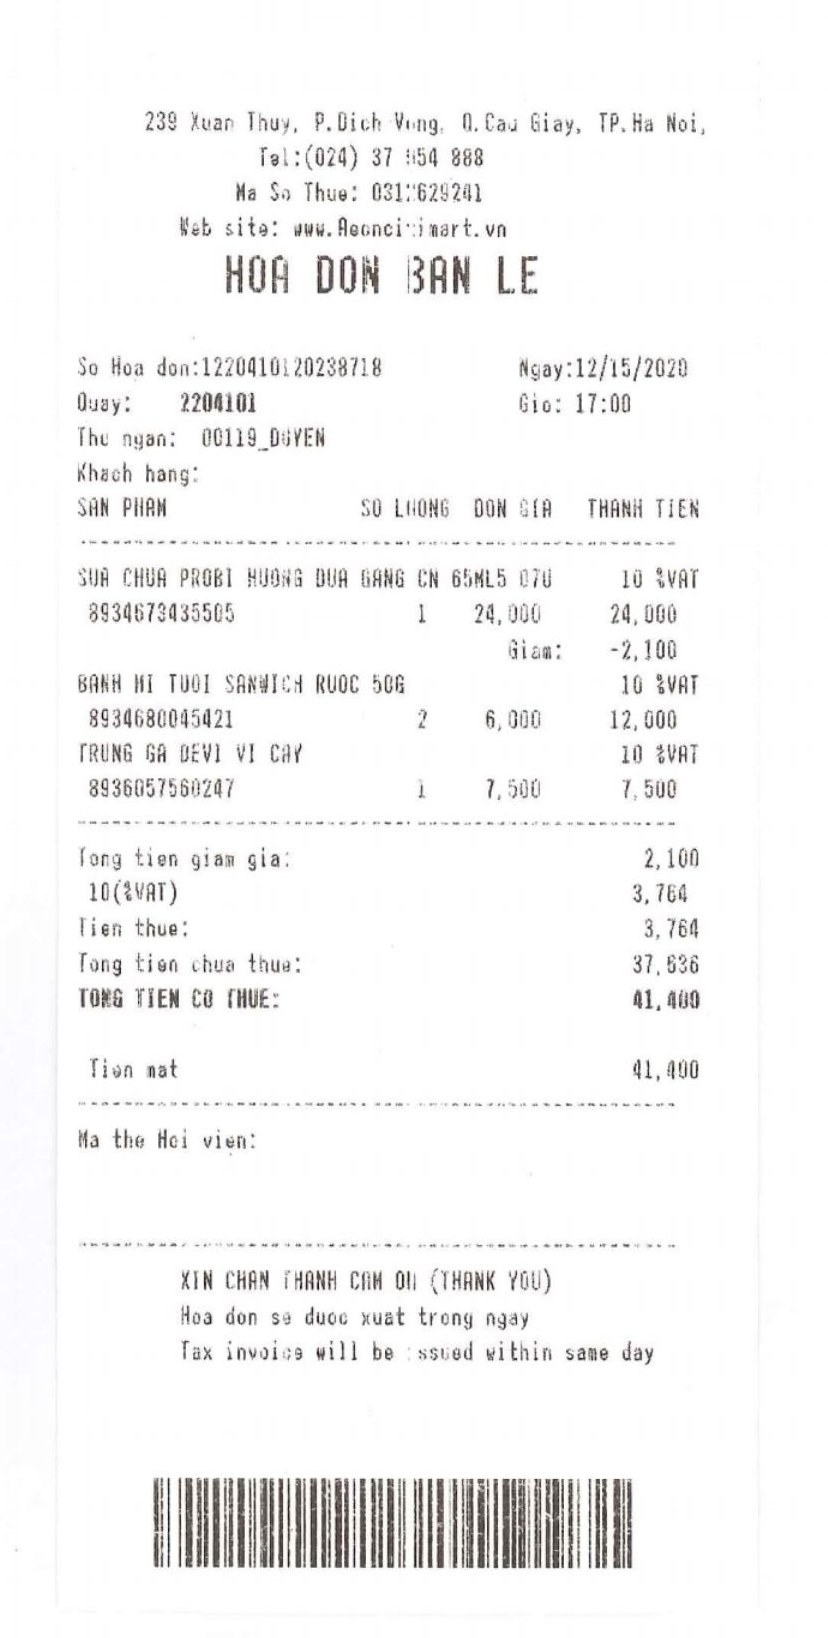 239 Xuan Thuy, P.Dich Vong, Q.Cau Giay, TP.Ha Noi,
Tel:(024) 37 954 888
Ma So Thue:
Web site: www.Aeoncitimart.vn
HOA DON BAN LE
So Hoa don:1220410120238718 Ngay:12/15/2020
Quay: 2204101 Gio: 17:00
Thu ngan: 00119_DUYEN
Khach hang:
SAN PHAM SO LUONG DON GIA THANH TIEN
SUA CHUA PROBI HUONG DUA GANG CN 65ML5 07U 10 %VAT
8934673435505 1 24,000 24,000
Giam: -2,100
BANH MI TUOI SANWICH RUOC 50G 10 %VAT
8934680045421 2 6,000 12,000
TRUNG GA DEVI VI CAY 10 %VAT
8936057560247 1 7,500 7,500
Tong tien giam gia: 2,100
10(%VAT) 3,764
Tien thue: 3,764
Tong tien chua thue: 37,636
TONG TIEN CO THUE: 41,400
Tien mat 41,400
Ma the Hoi vien:
XIN CHAN THANH CAM ON (THANK YOU)
Hoa don se duoc xuat trong ngay
Tax invoice will be issued within same day